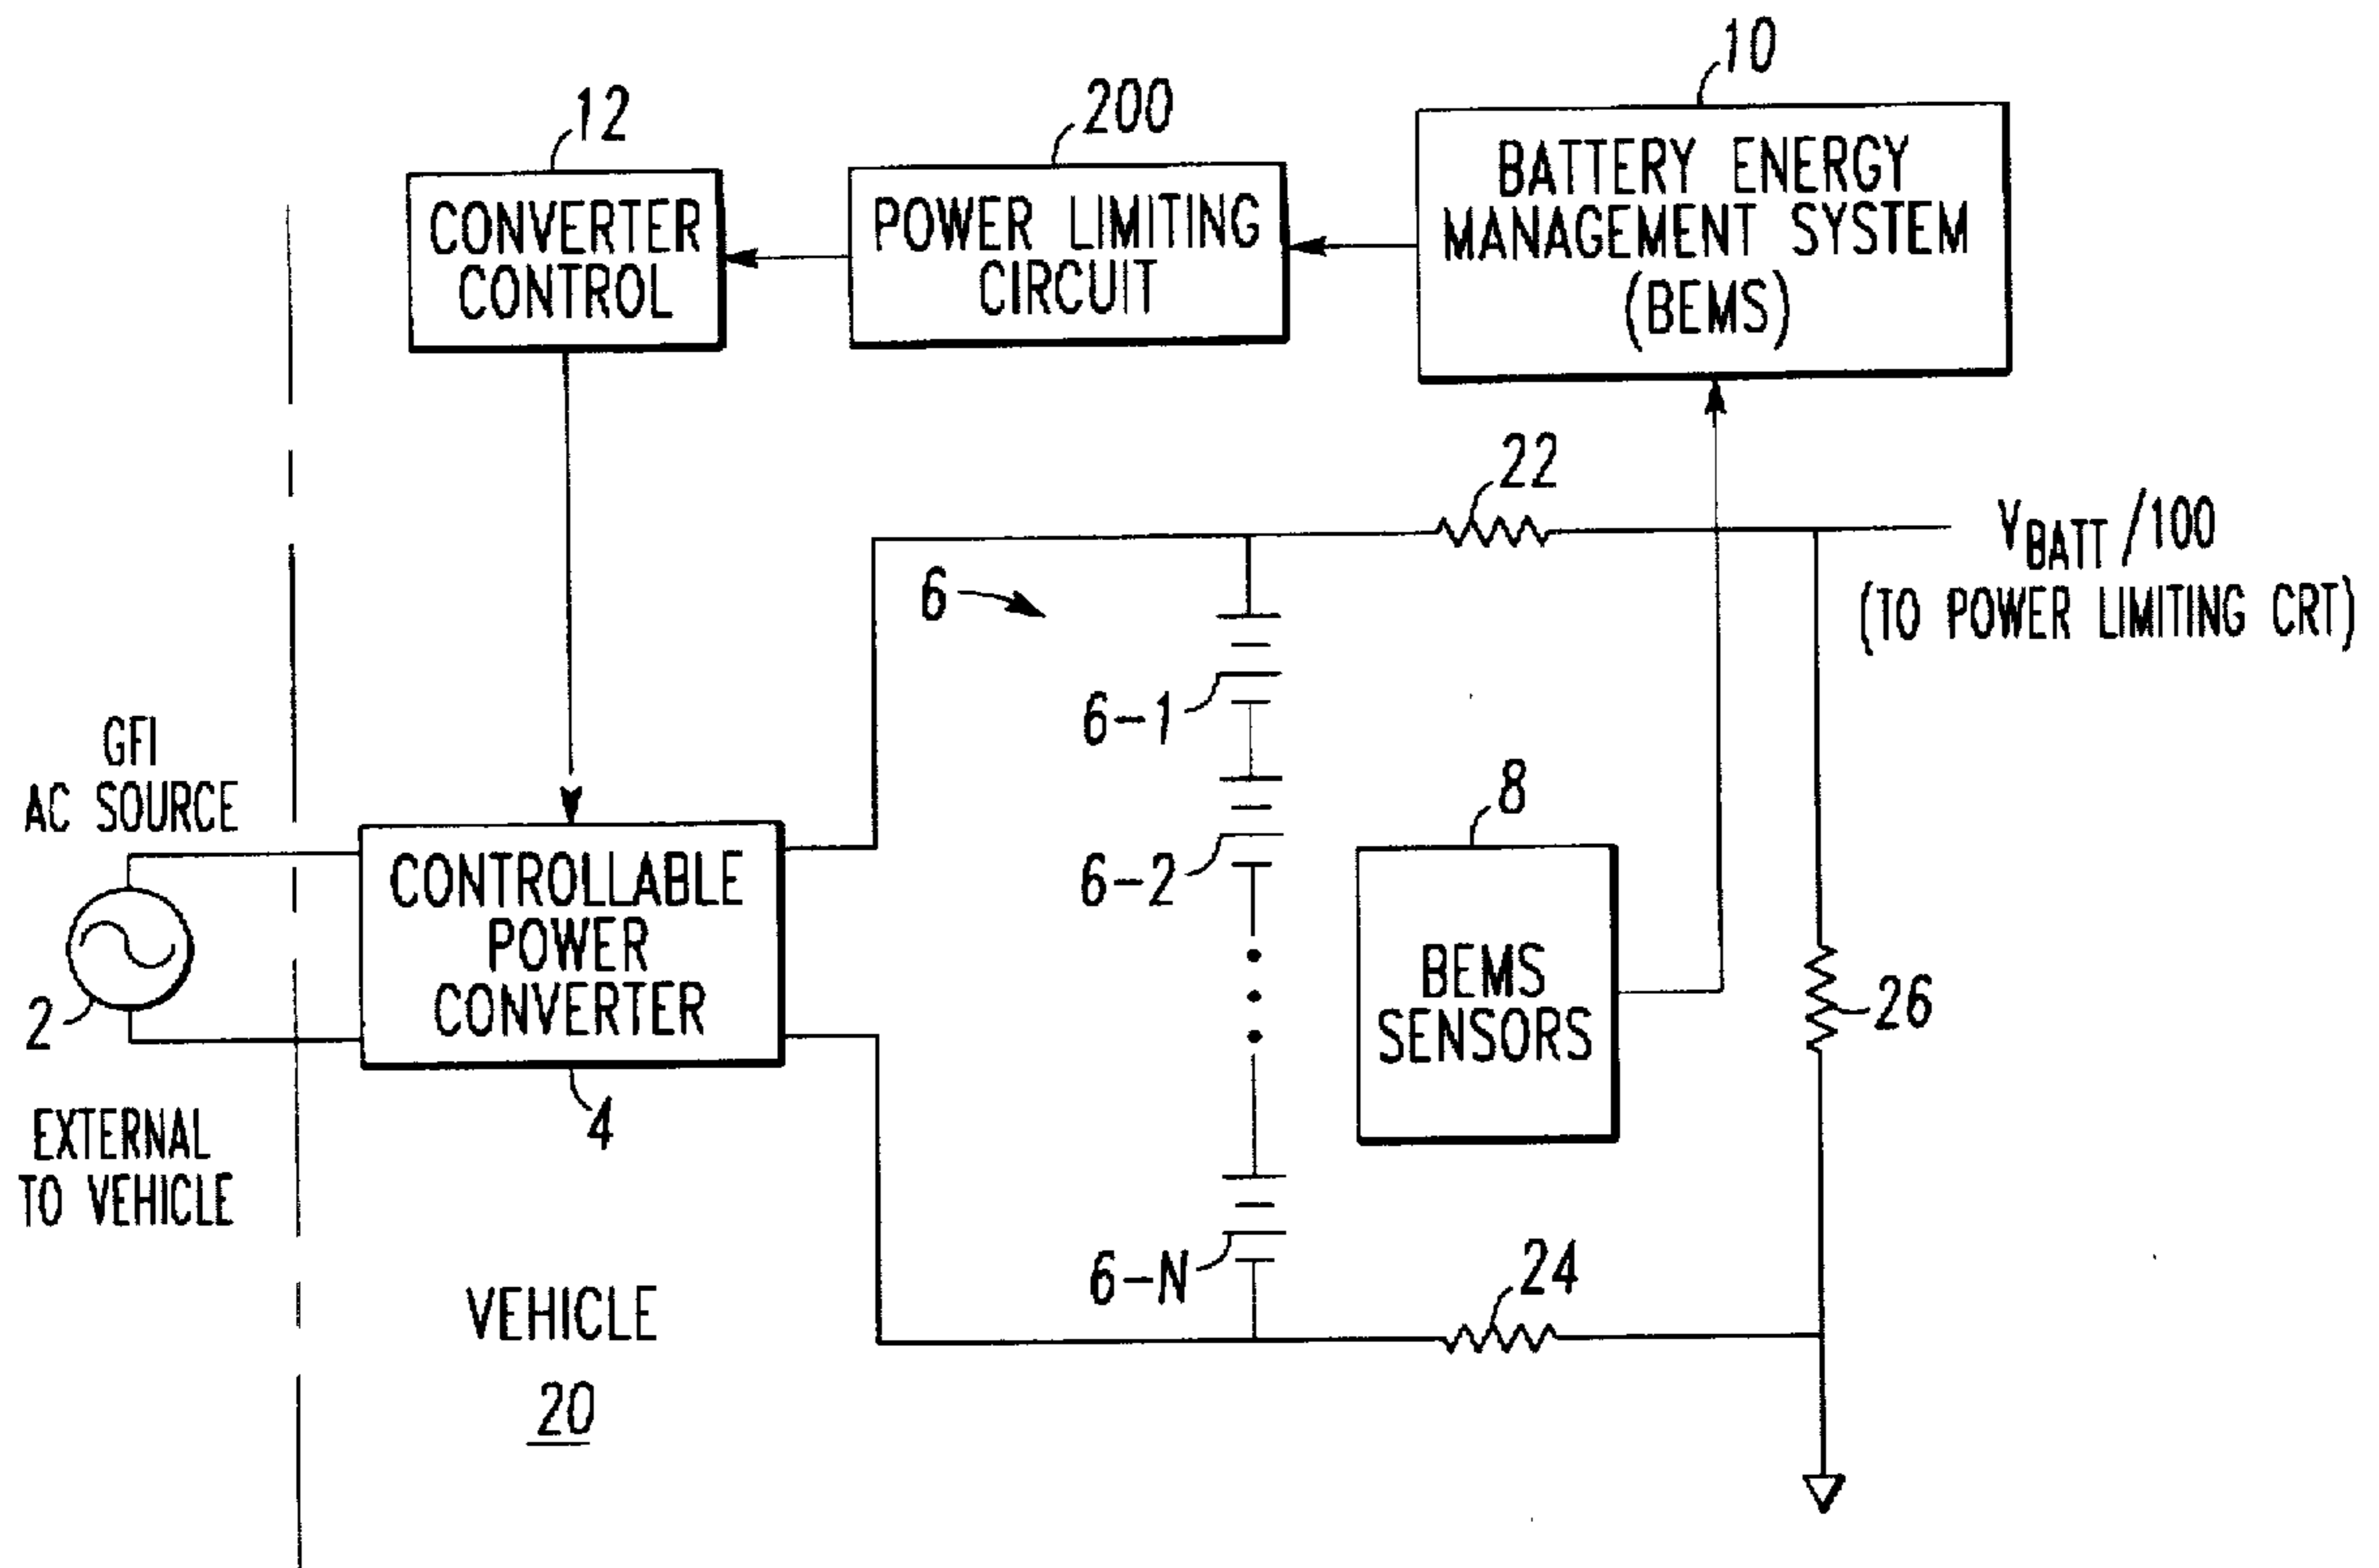 10
12
200
BATTERY ENERGY
MANAGEMENT SYSTEM
(BEMS)
CONVERTER
CONTROL
POWER LIMITING
CIRCUIT
22
VBATT/100
(TO POWER LIMITING CRT)
6
6-1
GFI
AC SOURCE
8
6-2
CONTROLLABLE
POWER
CONVERTER
BEMS
SENSORS
26
2
4
EXTERNAL
TO VEHICLE
6-N
24
VEHICLE
20